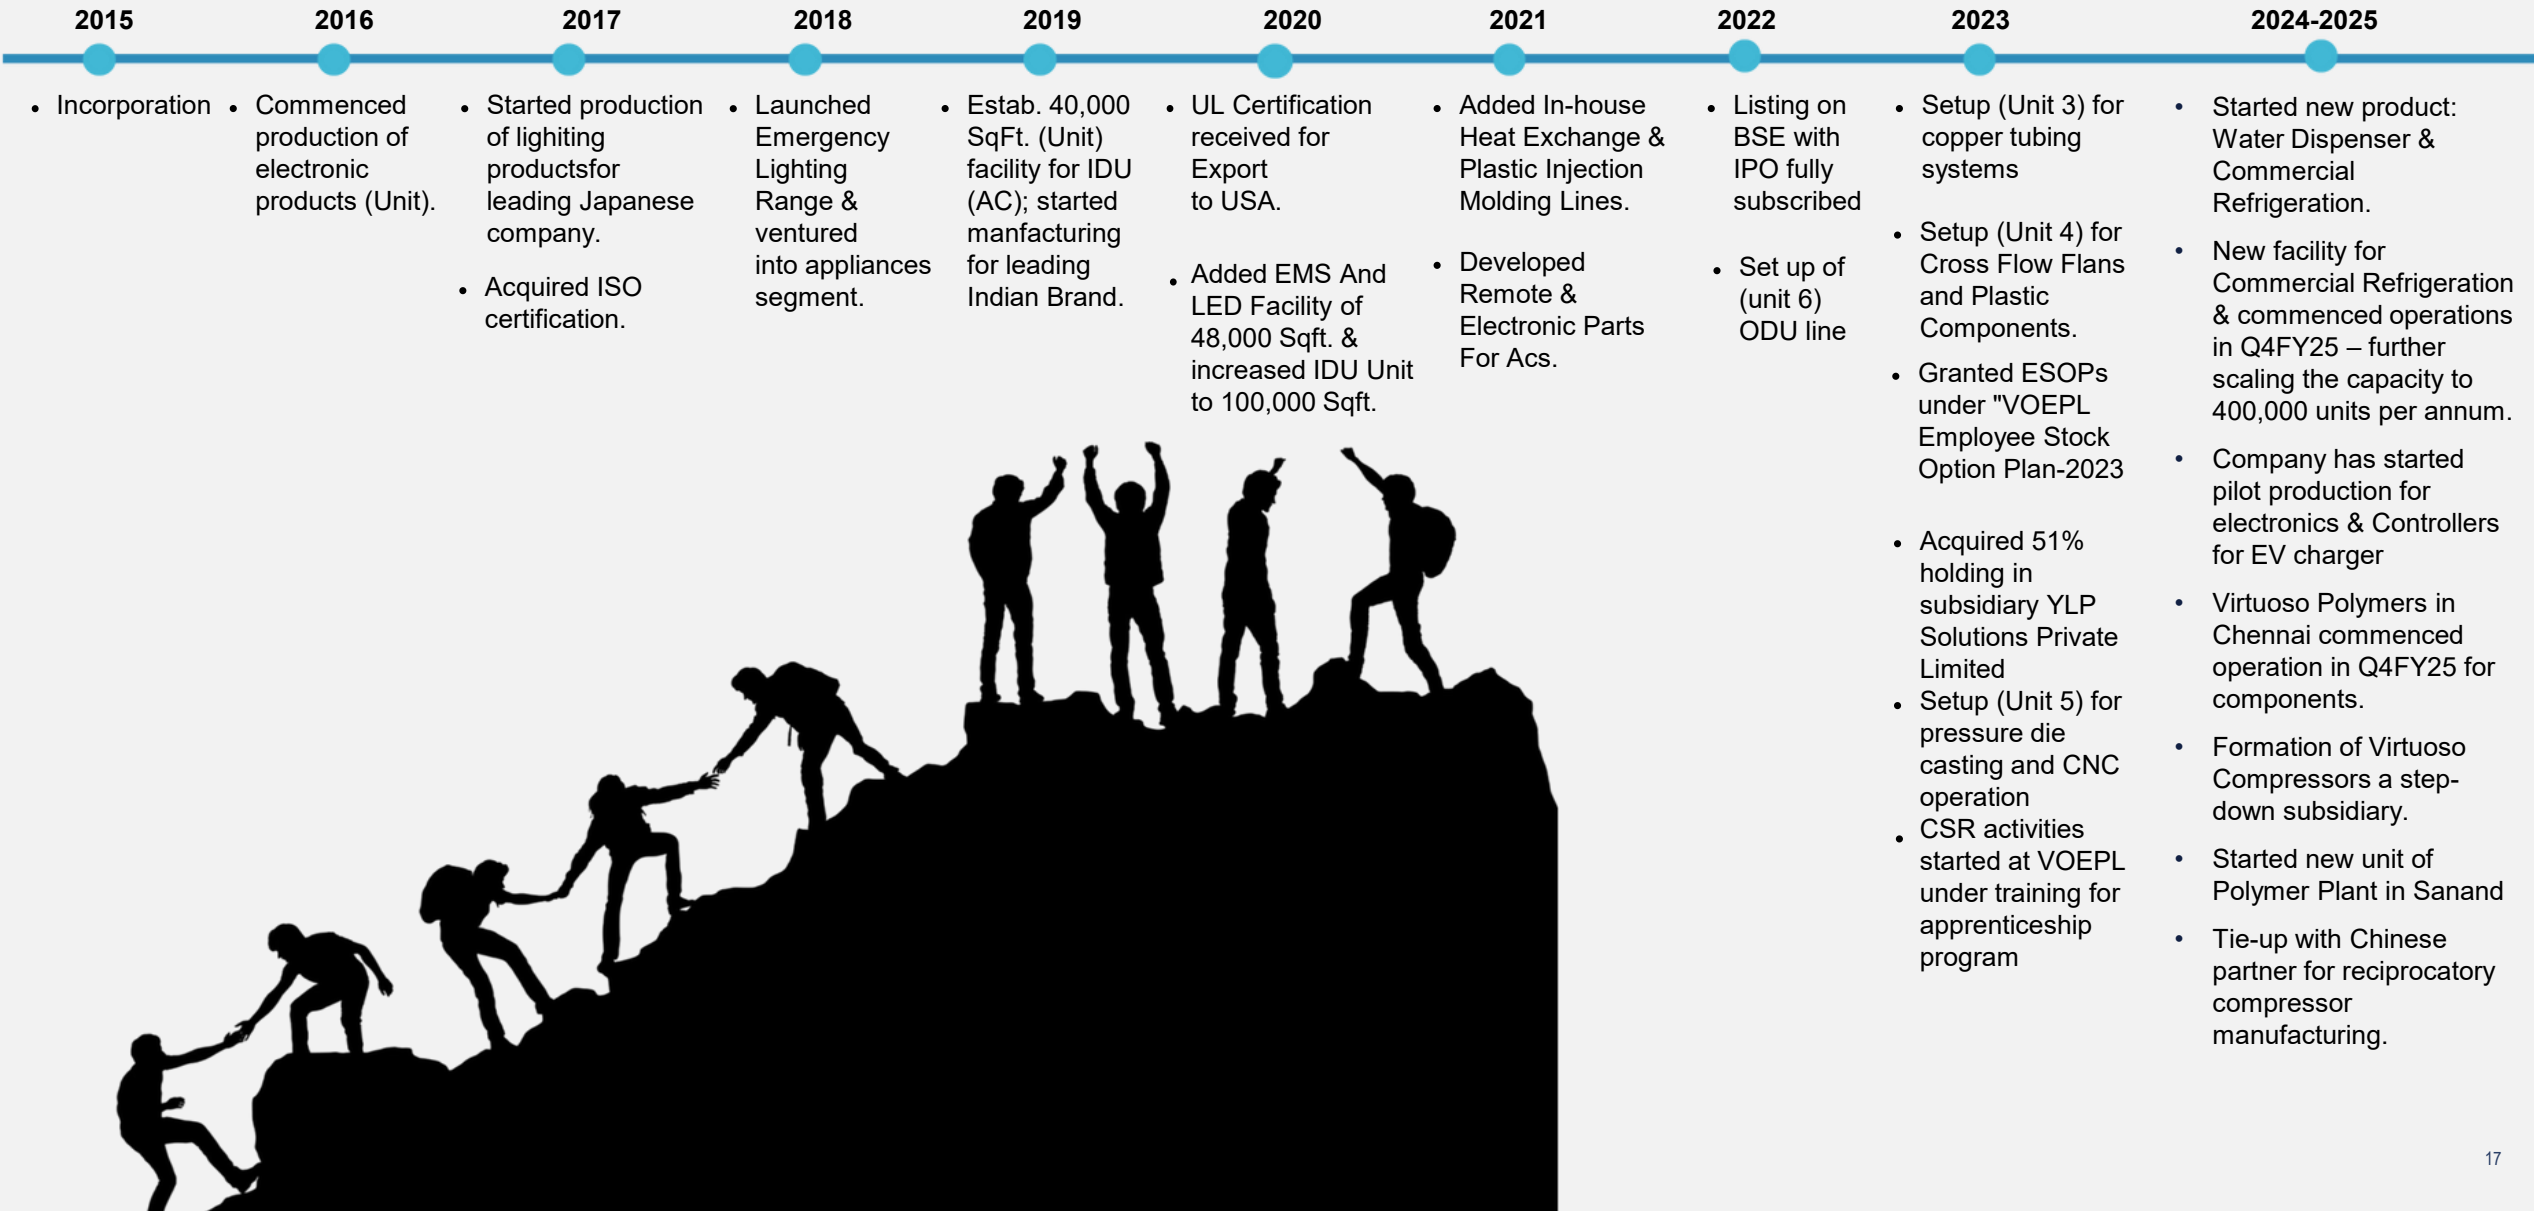 2015
Incorporation
2016
Commenced
production of
electronic
products (Unit).
2017
Started production
of lighiting
productsfor
leading Japanese
company.
Acquired ISO
certification.
2018
Launched
Emergency
Lighting
Range &
ventured
into appliances
segment.
2019
Estab. 40,000
SqFt. (Unit)
facility for IDU
(AC); started
manfacturing
for leading
Indian Brand.
2020
UL Certification
received for
Export
to USA.
Added EMS And
LED Facility of
48,000 Sqft. &
increased IDU Unit
to 100,000 Sqft.
2021
Added In-house
Heat Exchange &
Plastic Injection
Molding Lines.
Developed
Remote &
Electronic Parts
For Acs.
2022
Listing on
BSE with
IPO fully
subscribed
Set up of
(unit 6)
ODU line
2023
Setup (Unit 3) for
copper tubing
systems
Setup (Unit 4) for
Cross Flow Flans
and Plastic
Components.
Granted ESOPs
under "VOEPL
Employee Stock
Option Plan-2023
Acquired 51%
holding in
subsidiary YLP
Solutions Private
Limited
Setup (Unit 5) for
pressure die
casting and CNC
operation
CSR activities
started at VOEPL
under training for
apprenticeship
program
2024-2025
Started new product:
Water Dispenser &
Commercial
Refrigeration.
New facility for
Commercial Refrigeration
& commenced operations
in Q4FY25 – further
scaling the capacity to
400,000 units per annum.
Company has started
pilot production for
electronics & Controllers
for EV charger
Virtuoso Polymers in
Chennai commenced
operation in Q4FY25 for
components.
Formation of Virtuoso
Compressors a step-
down subsidiary.
Started new unit of
Polymer Plant in Sanand
Tie-up with Chinese
partner for reciprocatory
compressor
manufacturing.
17